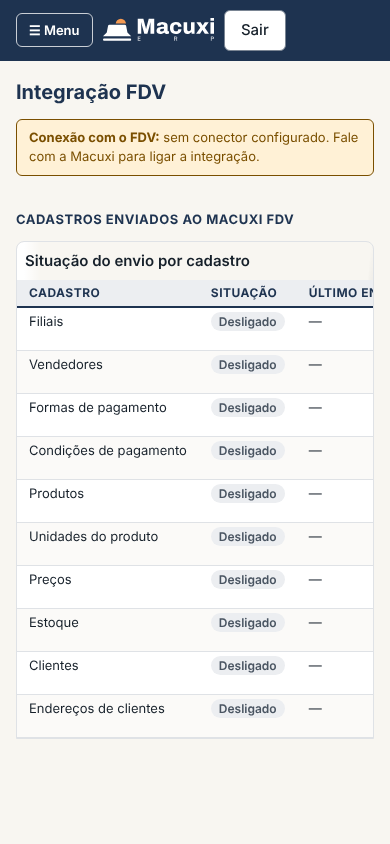 ☰ Menu
Macuxi
E R P
Sair
Integração FDV
Conexão com o FDV: sem conector configurado. Fale
com a Macuxi para ligar a integração.
CADASTROS ENVIADOS AO MACUXI FDV
Situação do envio por cadastro
CADASTRO SITUAÇÃO ÚLTIMO EN
Filiais Desligado —
Vendedores Desligado —
Formas de pagamento Desligado —
Condições de pagamento Desligado —
Produtos Desligado —
Unidades do produto Desligado —
Preços Desligado —
Estoque Desligado —
Clientes Desligado —
Endereços de clientes Desligado —